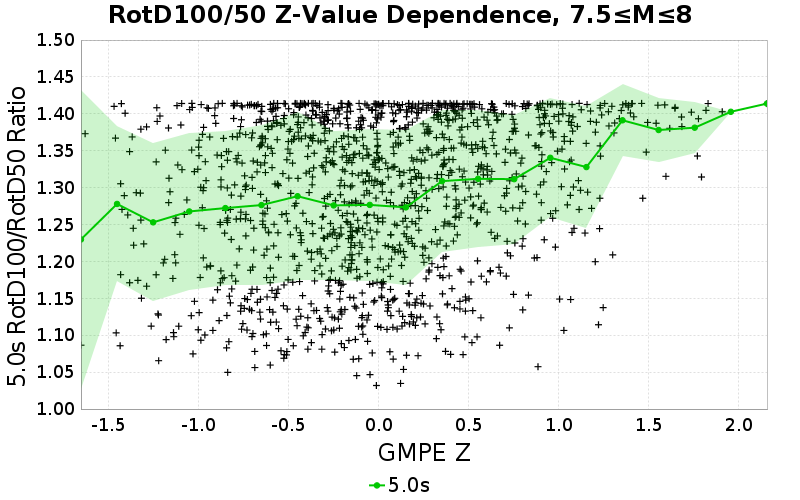 RotD100/50 Z-Value Dependence, 7.5≤M≤8
5.0s RotD100/RotD50 Ratio
1.50
1.45
1.40
1.35
1.30
1.25
1.20
1.15
1.10
1.05
1.00
-1.5 -1.0 -0.5 0.0 0.5 1.0 1.5 2.0
GMPE Z
5.0s